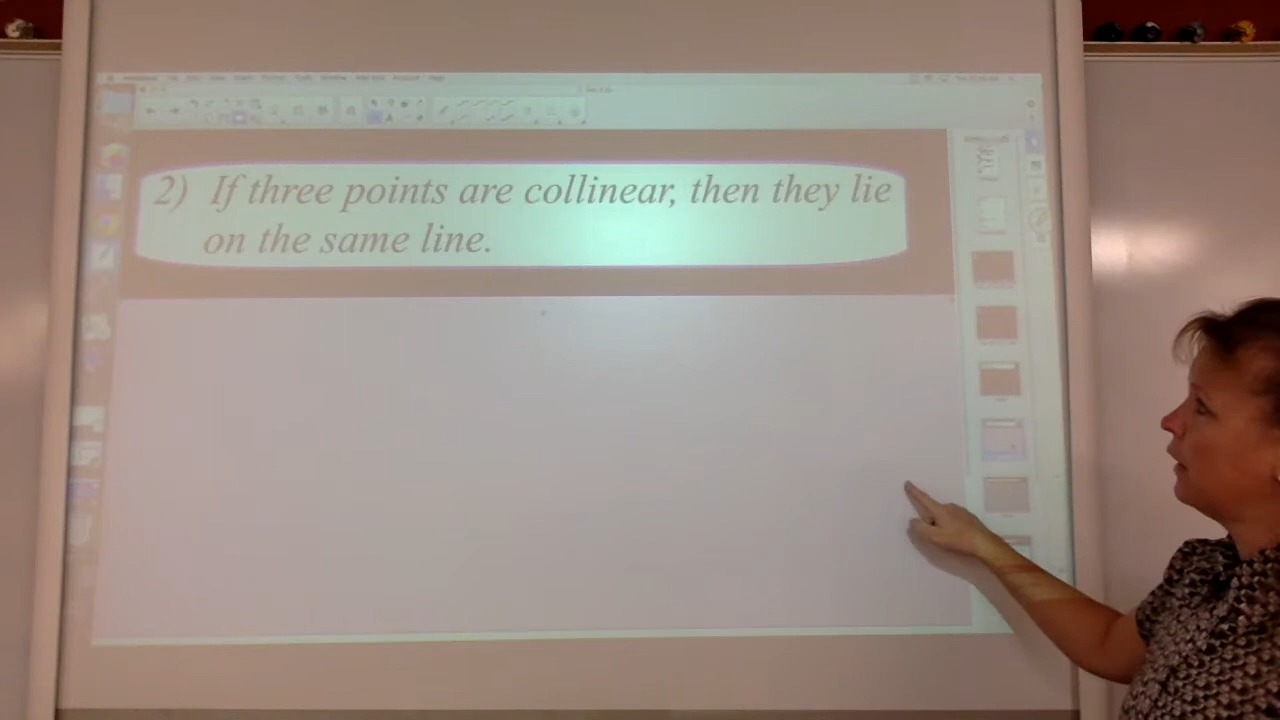 2) If three points are collinear, then they lie
on the same line.